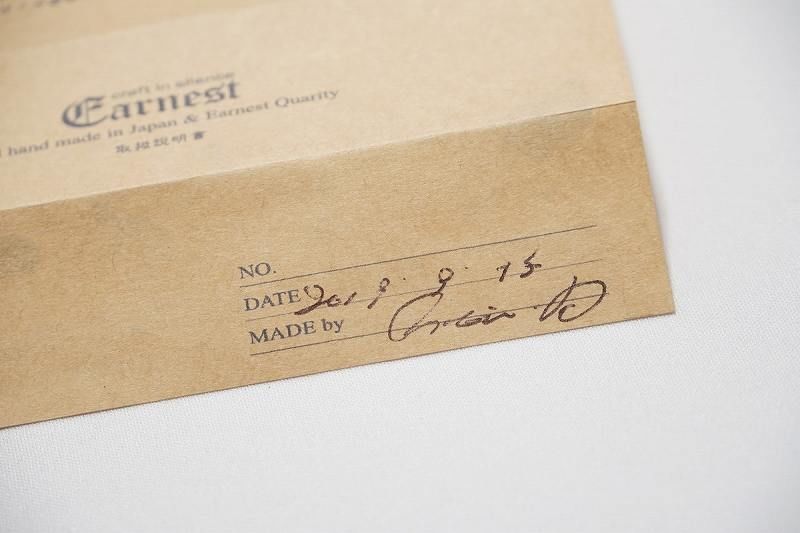 craft in silence
Earnest
hand made in Japan & Earnest Quarity
取扱説明書
NO.
DATE 2019. 9. 15
MADE by